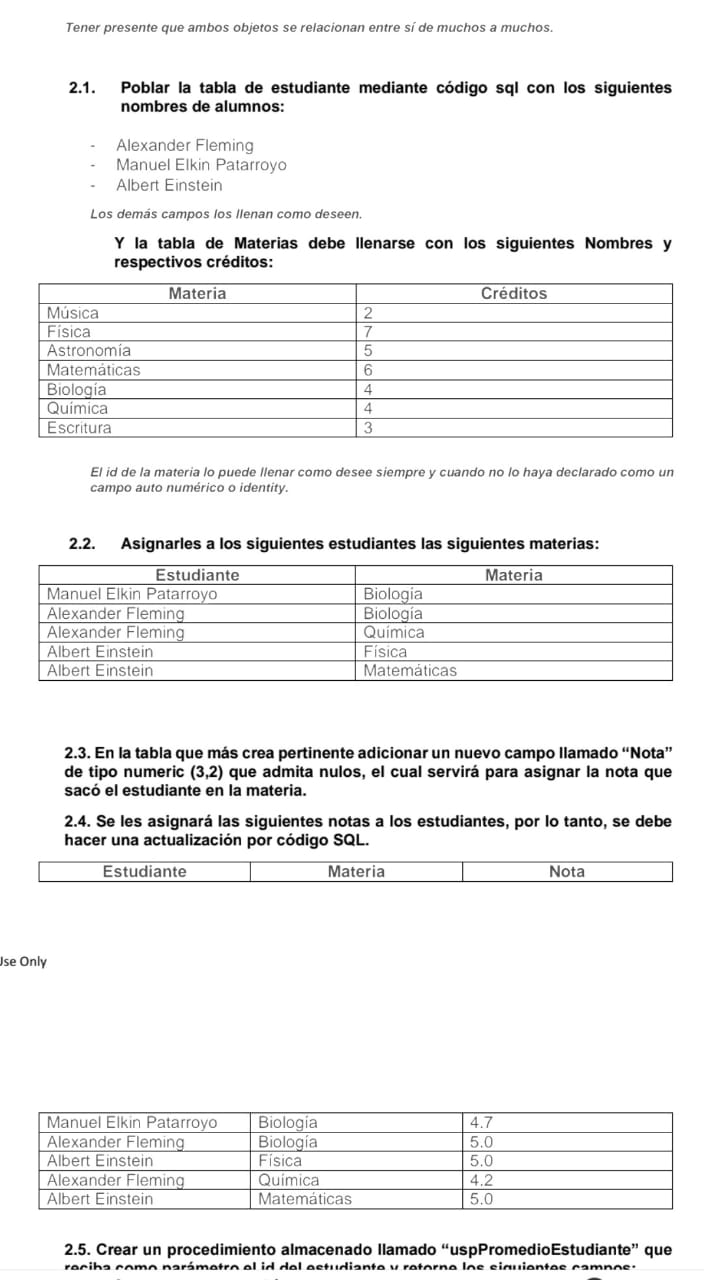 Tener presente que ambos objetos se relacionan entre sí de muchos a muchos.
2.1. Poblar la tabla de estudiante mediante código sql con los siguientes
nombres de alumnos:
- Alexander Fleming
- Manuel Elkin Patarroyo
- Albert Einstein
Los demás campos los llenan como deseen.
Y la tabla de Materias debe llenarse con los siguientes Nombres y
respectivos créditos:
Materia Créditos
Música 2
Física 7
Astronomía 5
Matemáticas 6
Biología 4
Química 4
Escritura 3
El id de la materia lo puede llenar como desee siempre y cuando no lo haya declarado como un
campo auto numérico o identity.
2.2. Asignarles a los siguientes estudiantes las siguientes materias:
Estudiante Materia
Manuel Elkin Patarroyo Biología
Alexander Fleming Biología
Alexander Fleming Química
Albert Einstein Física
Albert Einstein Matemáticas
2.3. En la tabla que más crea pertinente adicionar un nuevo campo llamado “Nota”
de tipo numeric (3,2) que admita nulos, el cual servirá para asignar la nota que
sacó el estudiante en la materia.
2.4. Se les asignará las siguientes notas a los estudiantes, por lo tanto, se debe
hacer una actualización por código SQL.
Estudiante Materia Nota
Use Only
Manuel Elkin Patarroyo Biología 4.7
Alexander Fleming Biología 5.0
Albert Einstein Física 5.0
Alexander Fleming Química 4.2
Albert Einstein Matemáticas 5.0
2.5. Crear un procedimiento almacenado llamado “uspPromedioEstudiante” que
reciba como parámetro el id del estudiante y retorne los siguientes campos: